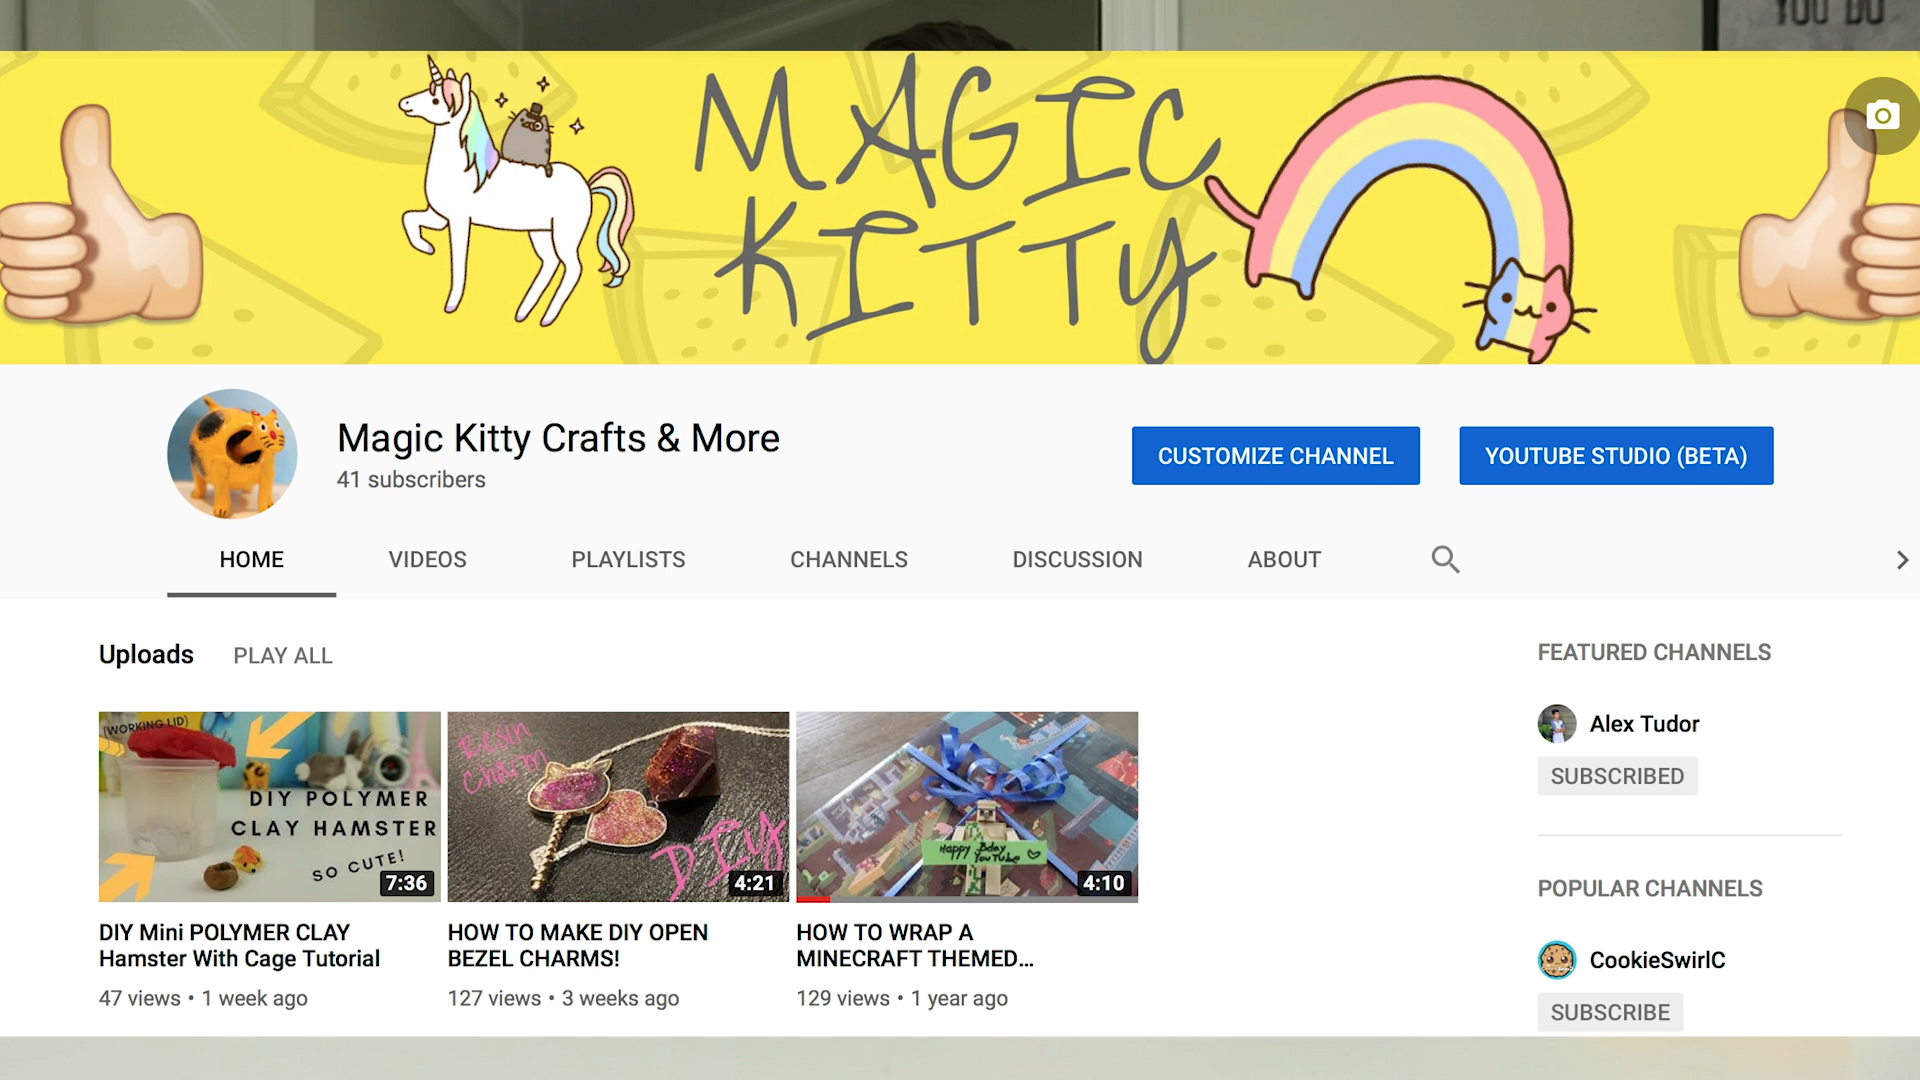 YOU DO
MAGIC
KITTY
Magic Kitty Crafts & More
41 subscribers
CUSTOMIZE CHANNEL
YOUTUBE STUDIO (BETA)
HOME
VIDEOS
PLAYLISTS
CHANNELS
DISCUSSION
ABOUT
Uploads
PLAY ALL
(WORKING LID)
DIY POLYMER
CLAY HAMSTER
SO CUTE!
7:36
DIY Mini POLYMER CLAY
Hamster With Cage Tutorial
47 views • 1 week ago
Resin
Charm
DIY
4:21
HOW TO MAKE DIY OPEN
BEZEL CHARMS!
127 views • 3 weeks ago
Happy Bday
YouTube
4:10
HOW TO WRAP A
MINECRAFT THEMED...
129 views • 1 year ago
FEATURED CHANNELS
Alex Tudor
SUBSCRIBED
POPULAR CHANNELS
CookieSwirlC
SUBSCRIBE